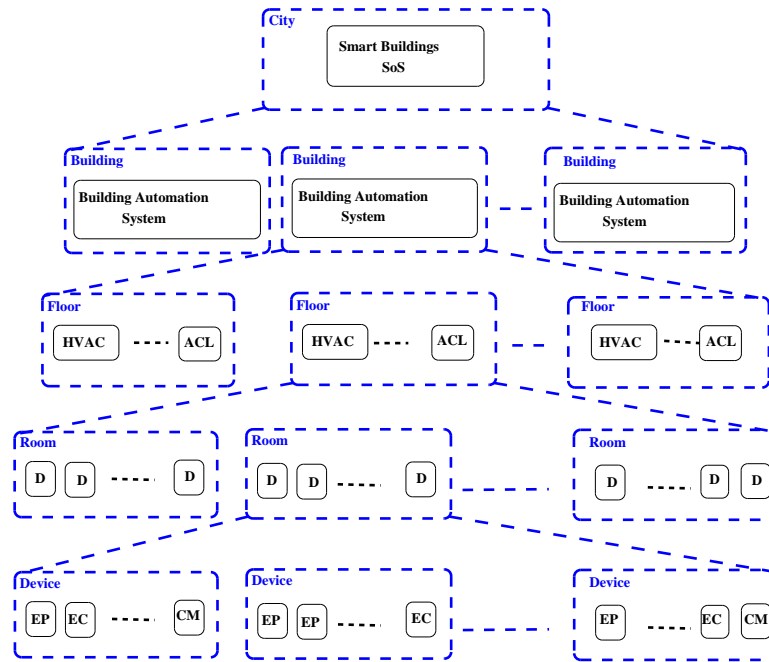 City
Smart Buildings
SoS
Building
Building Automation
System
Building
Building Automation
System
Building
Building Automation
System
Floor
HVAC
ACL
Floor
HVAC
ACL
Floor
HVAC
ACL
Room
D
D
D
Room
D
D
D
Room
D
D
D
Device
EP
EC
CM
Device
EP
EP
EC
Device
EP
EC
CM